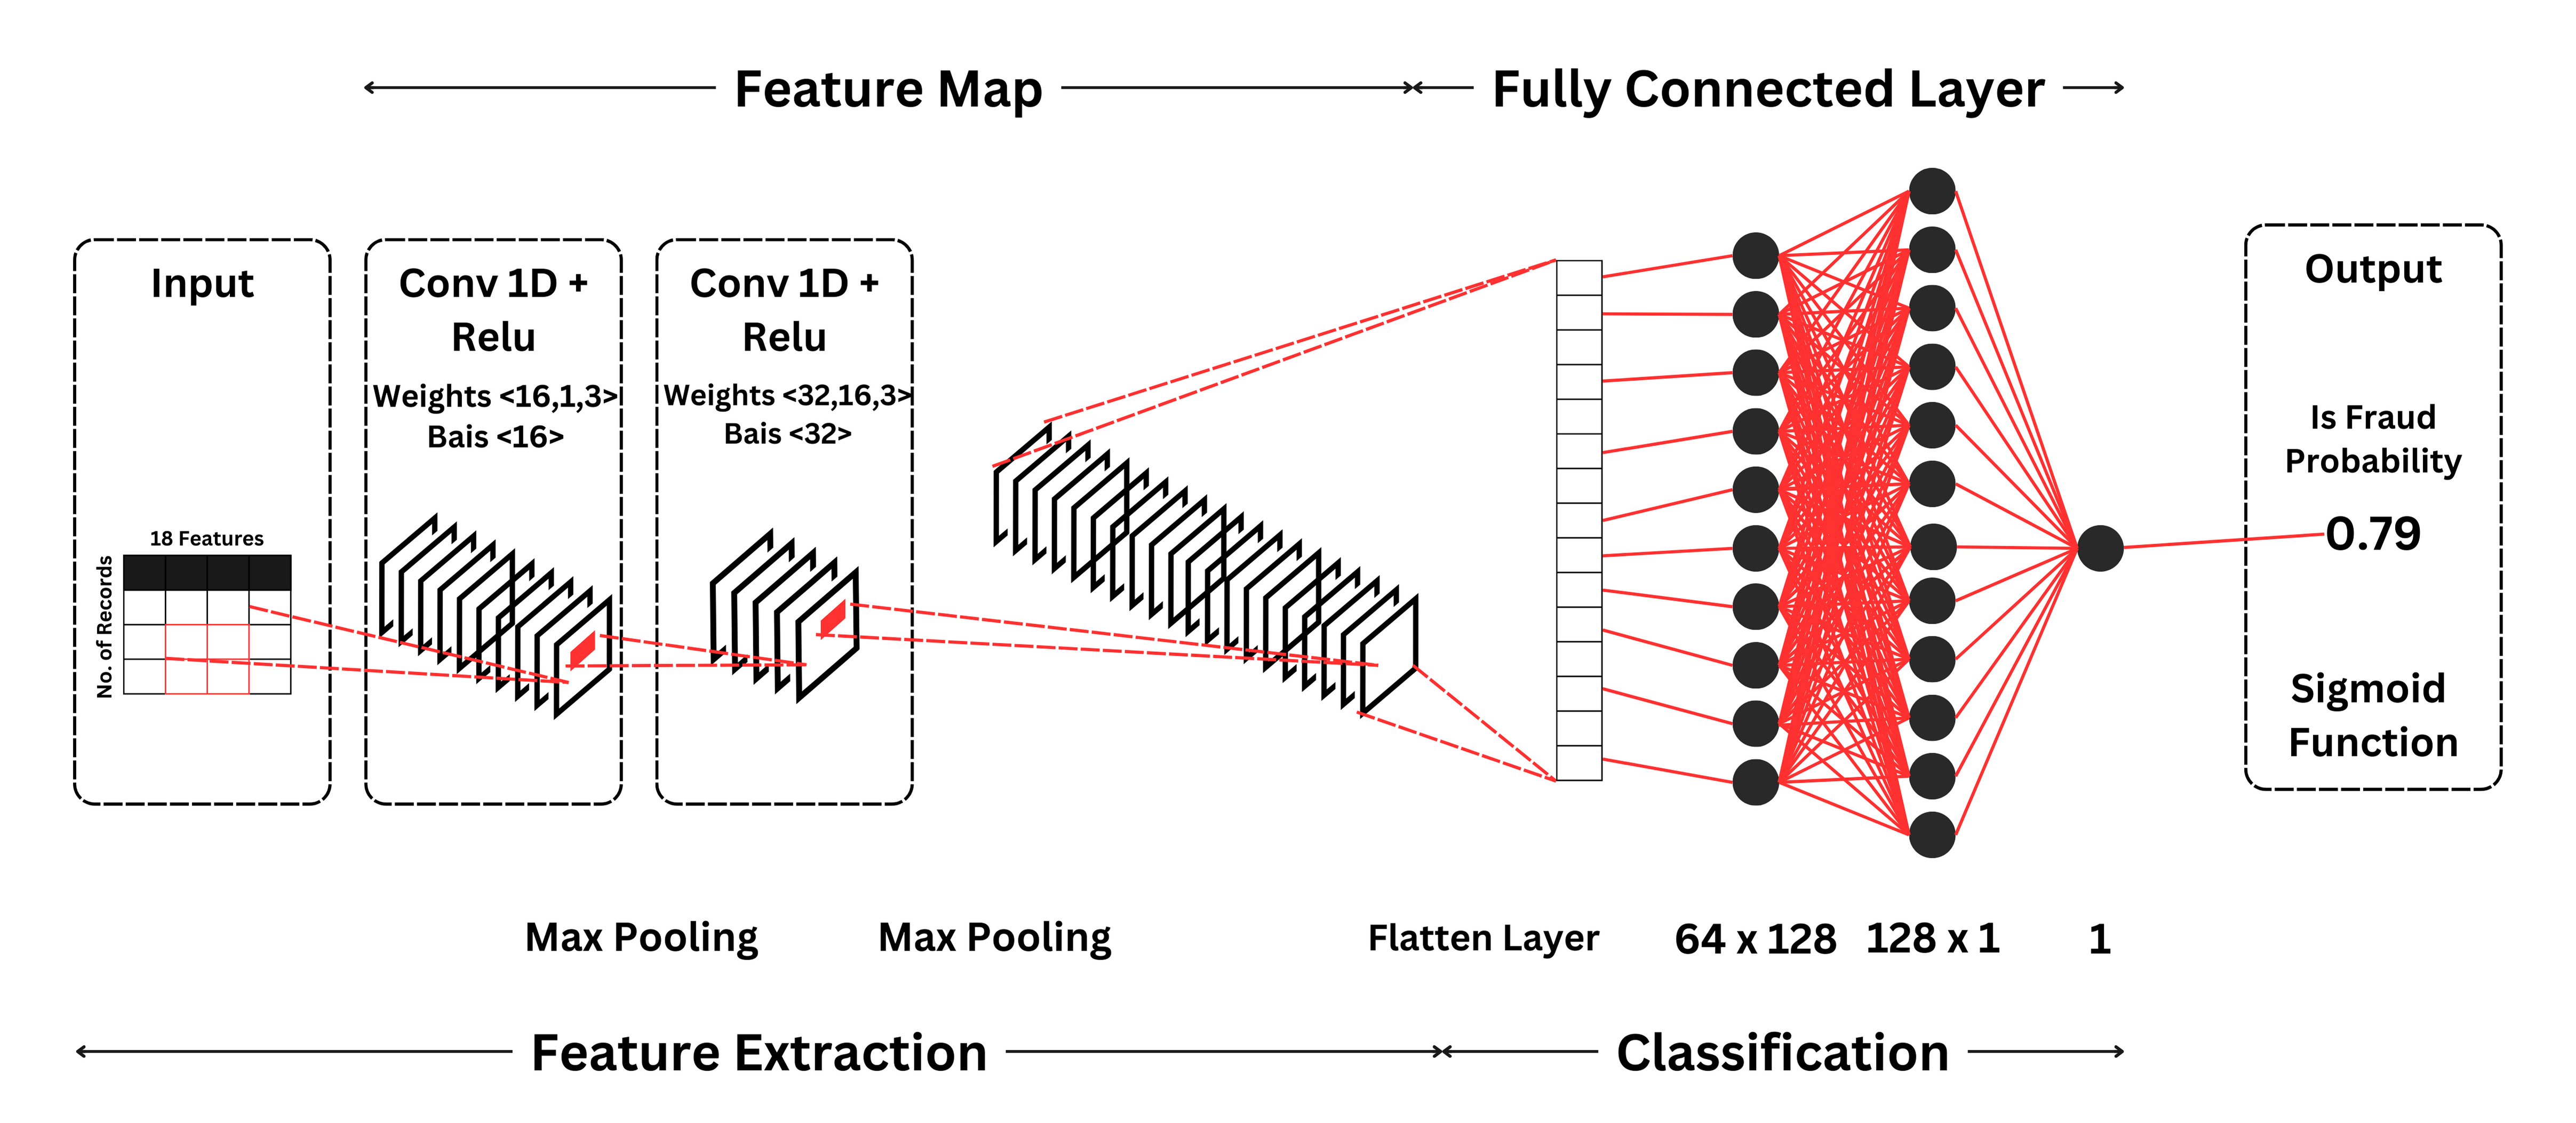 Feature Map
Fully Connected Layer
Input
18 Features
No. of Records
Conv 1D +
Relu
Weights <16,1,3>
Bais <16>
Conv 1D +
Relu
Weights <32,16,3>
Bais <32>
Output
Is Fraud
Probability
0.79
Sigmoid
Function
Max Pooling
Max Pooling
Flatten Layer
64 x 128
128 x 1
1
Feature Extraction
Classification